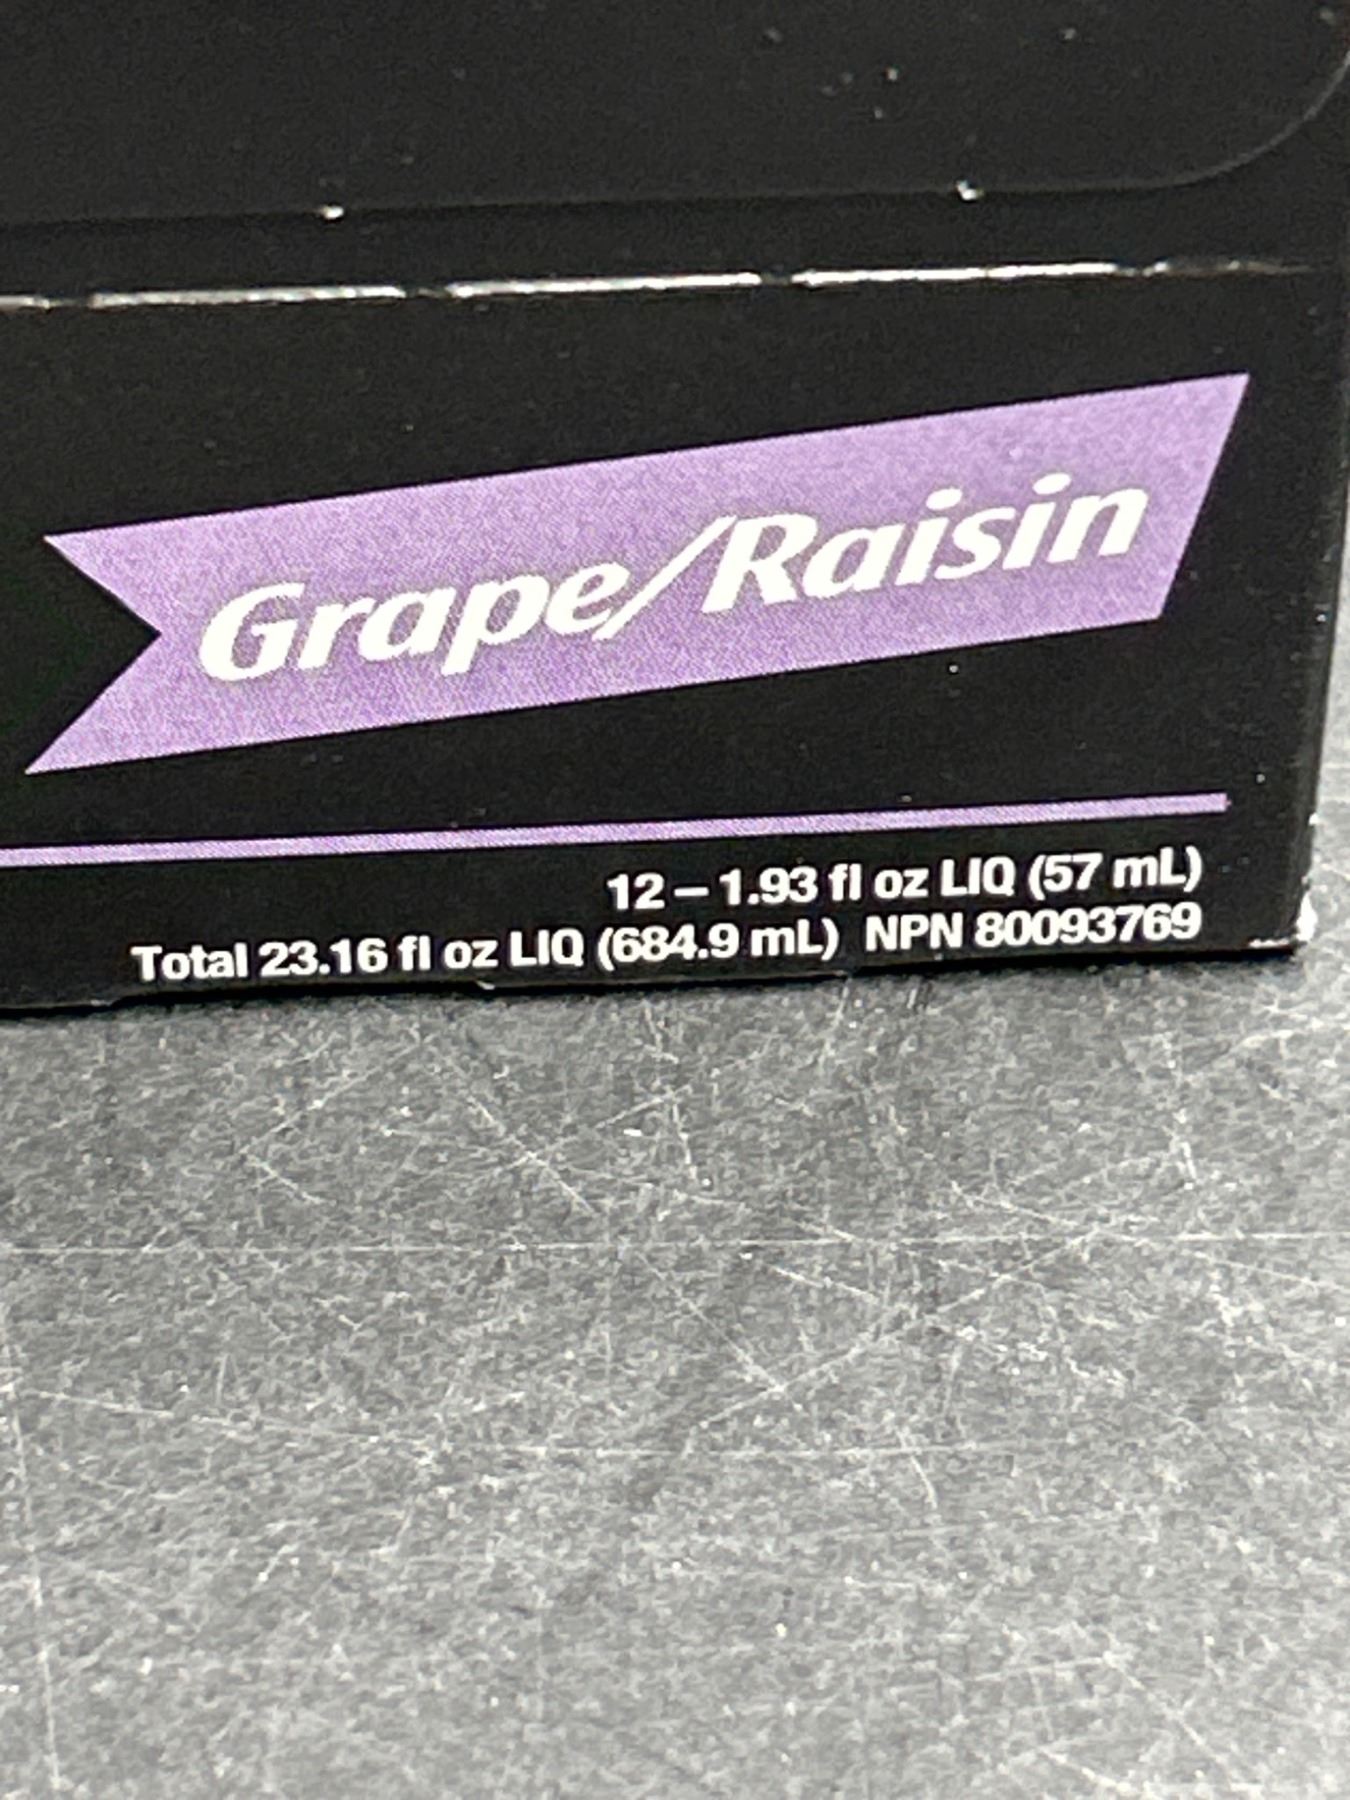 Grape/Raisin
12 – 1.93 fl oz LIQ (57 mL)
Total 23.16 fl oz LIQ (684.9 mL) NPN 80093769